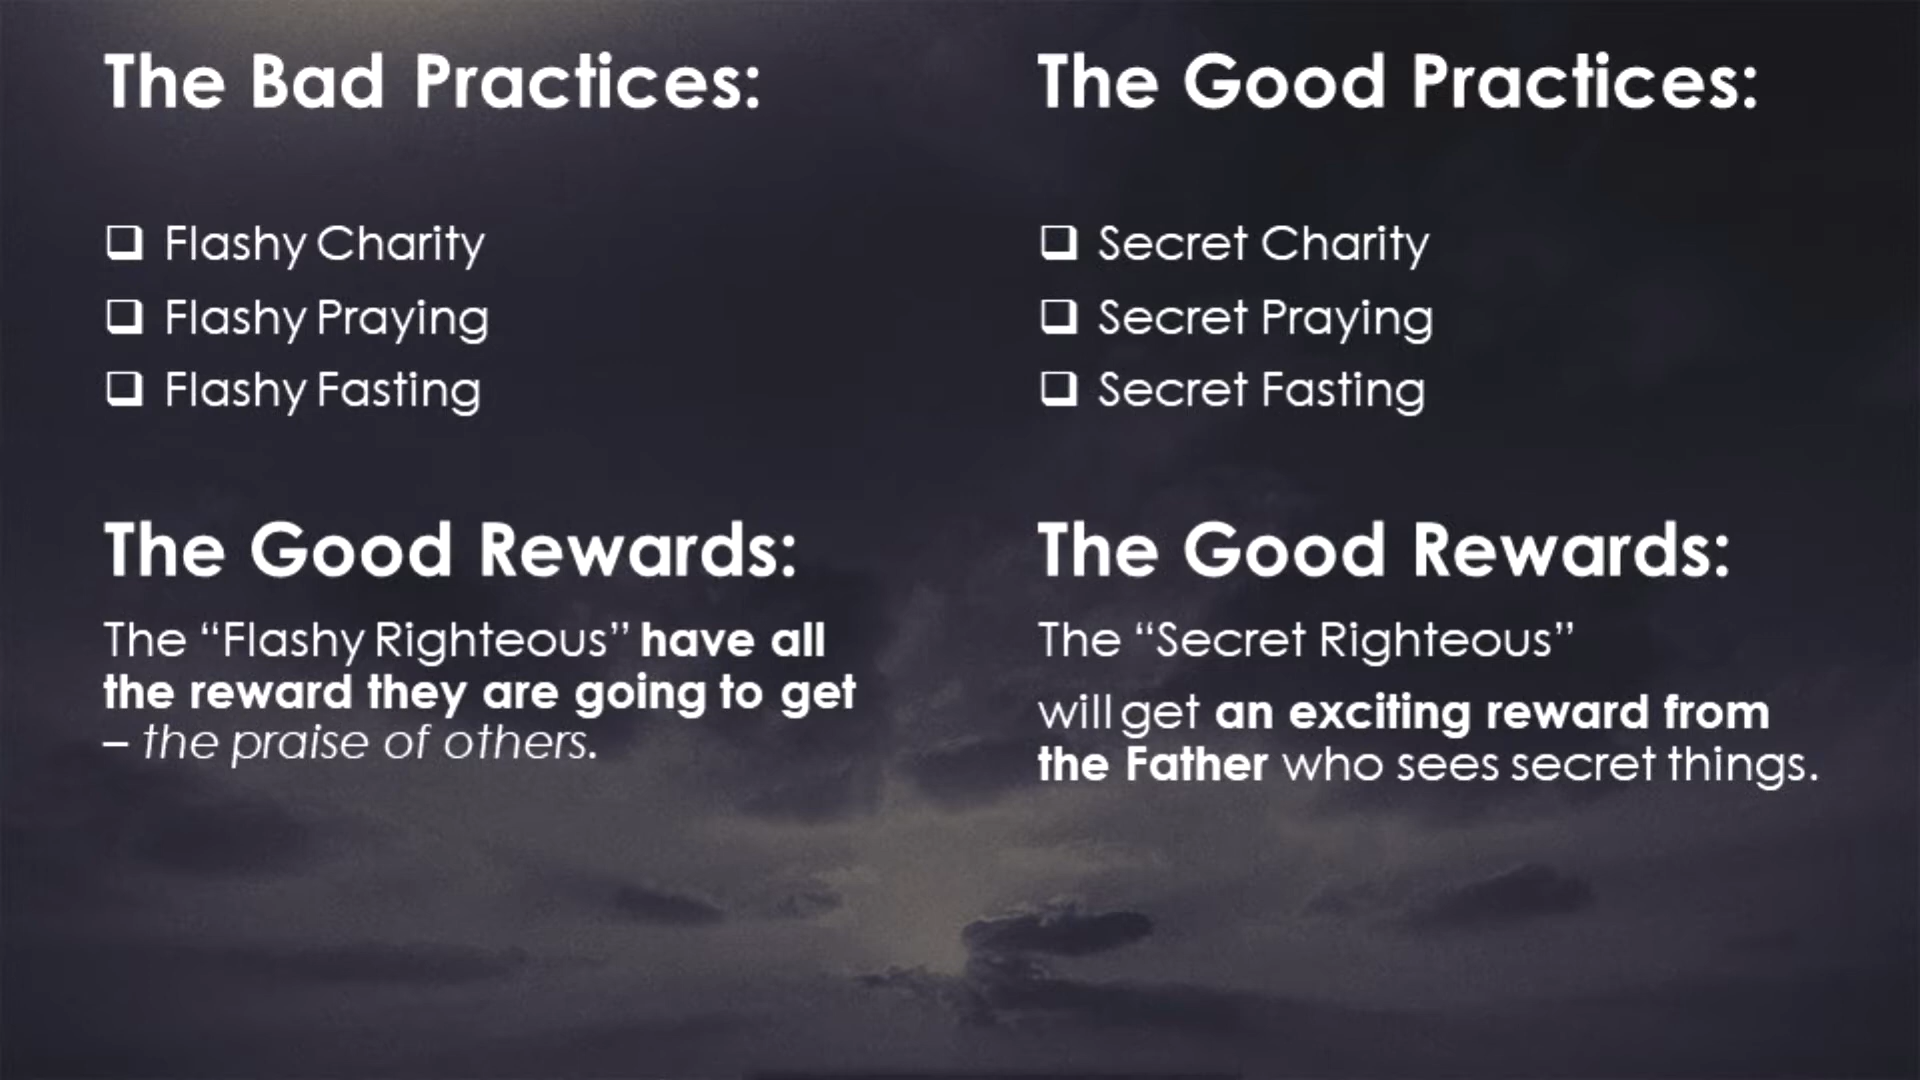 The Bad Practices:
❑ Flashy Charity
❑ Flashy Praying
❑ Flashy Fasting
The Good Rewards:
The “Flashy Righteous” have all
the reward they are going to get
– the praise of others.
The Good Practices:
❑ Secret Charity
❑ Secret Praying
❑ Secret Fasting
The Good Rewards:
The “Secret Righteous”
will get an exciting reward from
the Father who sees secret things.